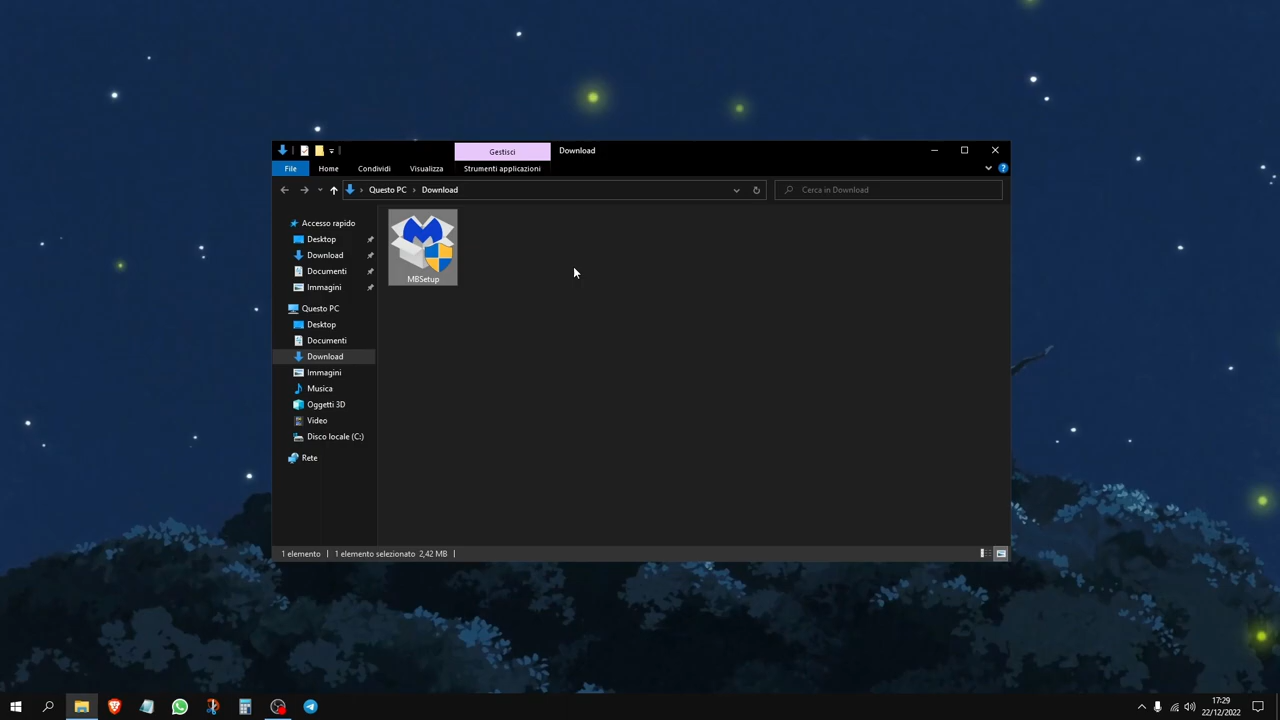 Gestisci
Download
File
Home
Condividi
Visualizza
Strumenti applicazioni
?
Questo PC > Download
Cerca in Download
Accesso rapido
Desktop
Download
Documenti
Immagini
Questo PC
Desktop
Documenti
Download
Immagini
Musica
Oggetti 3D
Video
Disco locale (C:)
Rete
MBSetup
1 elemento
1 elemento selezionato 2,42 MB
17:29
22/12/2022